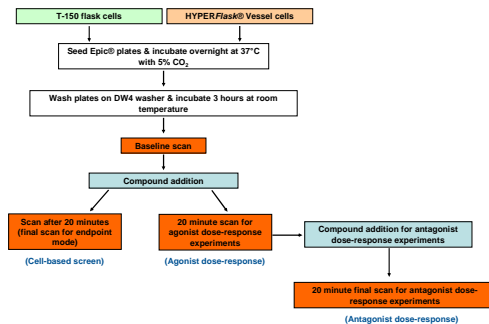 T-150 flask cells
HYPERFlask® Vessel cells
Seed Epic® plates & incubate overnight at 37°C
with 5% CO2
Wash plates on DW4 washer & incubate 3 hours at room
temperature
Baseline scan
Compound addition
Scan after 20 minutes
(final scan for endpoint
mode)
(Cell-based screen)
20 minute scan for
agonist dose-response
experiments
(Agonist dose-response)
Compound addition for antagonist
dose-response experiments
20 minute final scan for antagonist dose-
response experiments
(Antagonist dose-response)